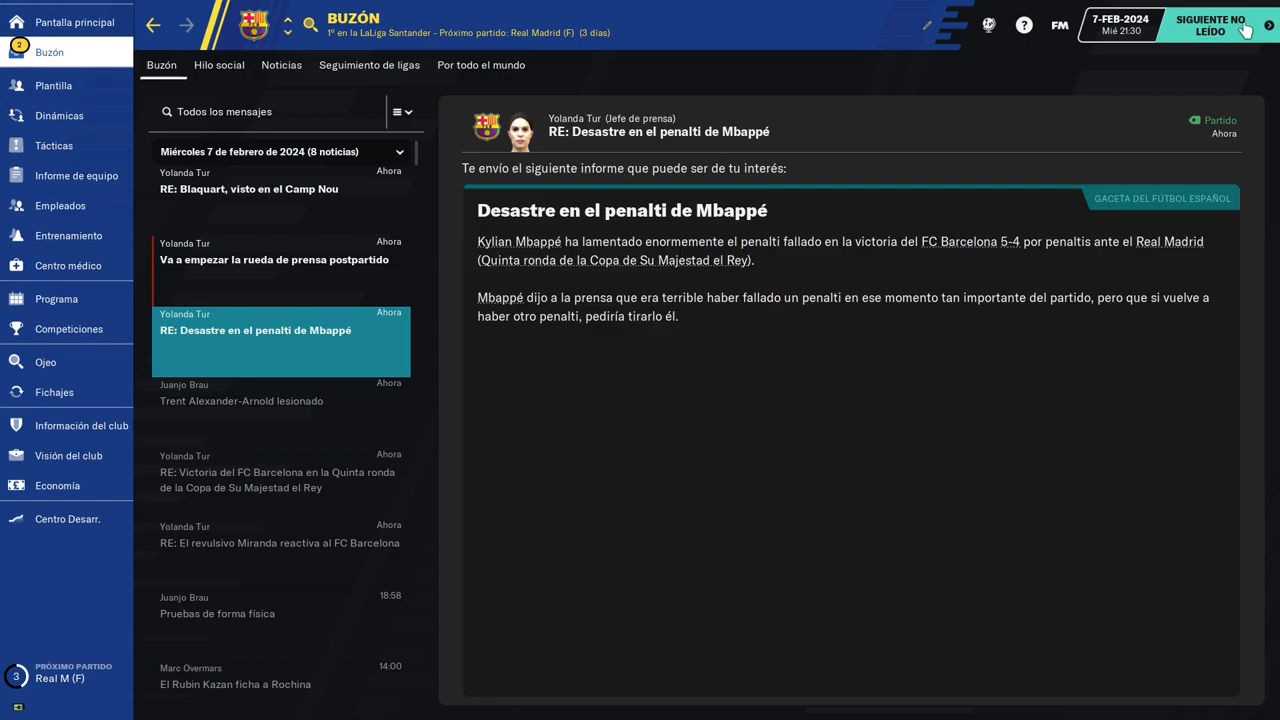 Pantalla principal
2
Buzón
Plantilla
Dinámicas
Tácticas
Informe de equipo
Empleados
Entrenamiento
Centro médico
Programa
Competiciones
Ojeo
Fichajes
Información del club
Visión del club
Economía
Centro Desarr.
3
PRÓXIMO PARTIDO
Real M (F)
BUZÓN
1º en la LaLiga Santander - Próximo partido: Real Madrid (F) (3 días)
?
FM
7-FEB-2024
Mié 21:30
SIGUIENTE NO
LEÍDO
Buzón
Hilo social
Noticias
Seguimiento de ligas
Por todo el mundo
Todos los mensajes
Miércoles 7 de febrero de 2024 (8 noticias)
Yolanda Tur
Ahora
RE: Blaquart, visto en el Camp Nou
Yolanda Tur
Ahora
Va a empezar la rueda de prensa postpartido
Yolanda Tur
Ahora
RE: Desastre en el penalti de Mbappé
Juanjo Brau
Ahora
Trent Alexander-Arnold lesionado
Yolanda Tur
Ahora
RE: Victoria del FC Barcelona en la Quinta ronda
de la Copa de Su Majestad el Rey
Yolanda Tur
Ahora
RE: El revulsivo Miranda reactiva al FC Barcelona
Juanjo Brau
18:58
Pruebas de forma física
Marc Overmars
14:00
El Rubin Kazan ficha a Rochina
Yolanda Tur (Jefe de prensa)
RE: Desastre en el penalti de Mbappé
Partido
Ahora
Te envío el siguiente informe que puede ser de tu interés:
GACETA DEL FÚTBOL ESPAÑOL
Desastre en el penalti de Mbappé
Kylian Mbappé ha lamentado enormemente el penalti fallado en la victoria del FC Barcelona 5-4 por penaltis ante el Real Madrid
(Quinta ronda de la Copa de Su Majestad el Rey).
Mbappé dijo a la prensa que era terrible haber fallado un penalti en ese momento tan importante del partido, pero que si vuelve a
haber otro penalti, pediría tirarlo él.